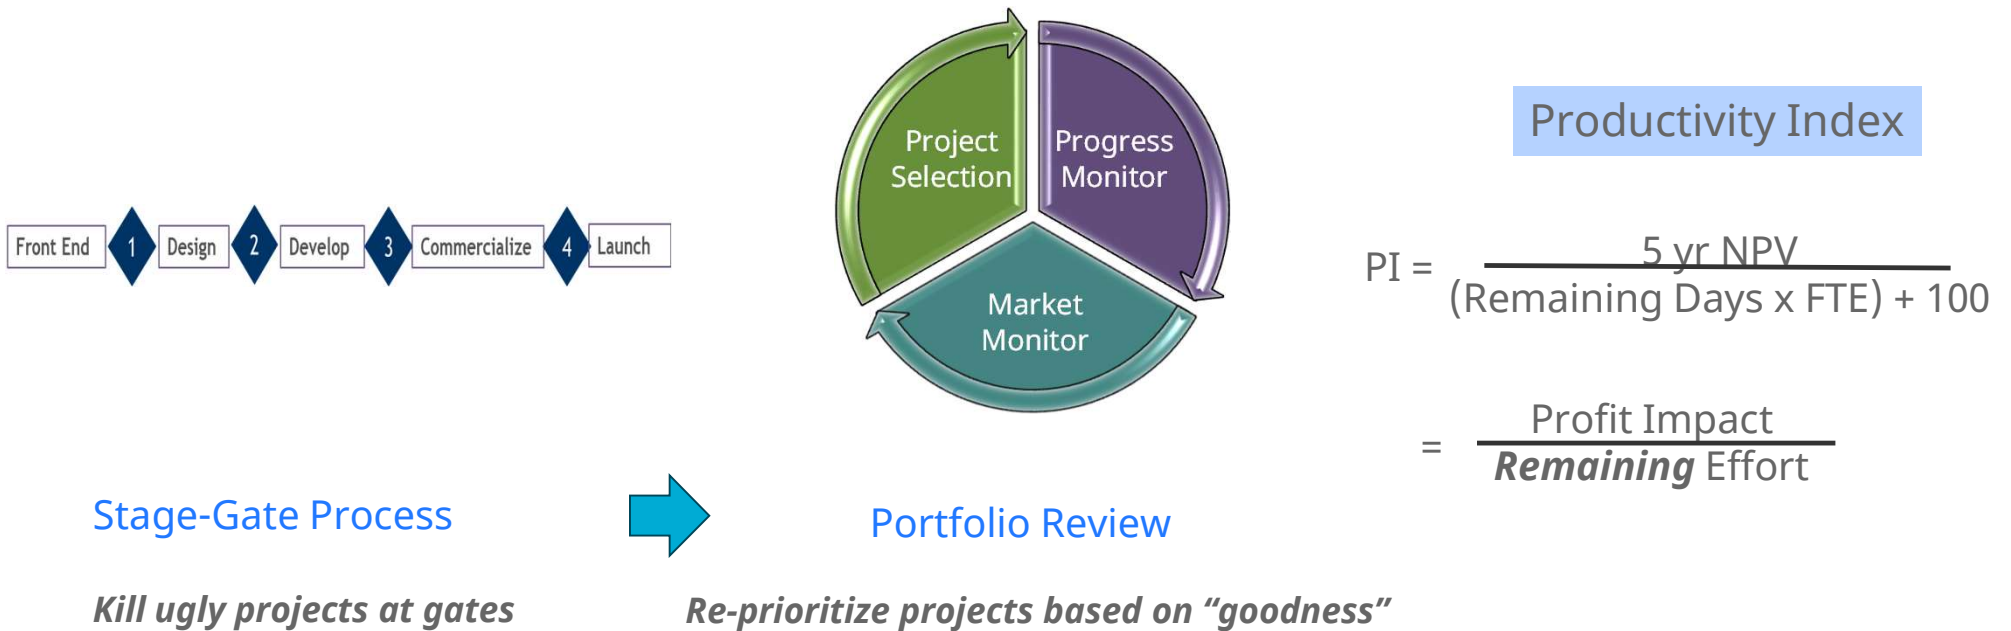 Front End
1
Design
2
Develop
3
Commercialize
4
Launch
Stage-Gate Process
Kill ugly projects at gates
Project
Selection
Progress
Monitor
Market
Monitor
Portfolio Review
Re-prioritize projects based on “goodness”
Productivity Index
PI =
5 yr NPV
(Remaining Days x FTE) + 100
=
Profit Impact
Remaining Effort